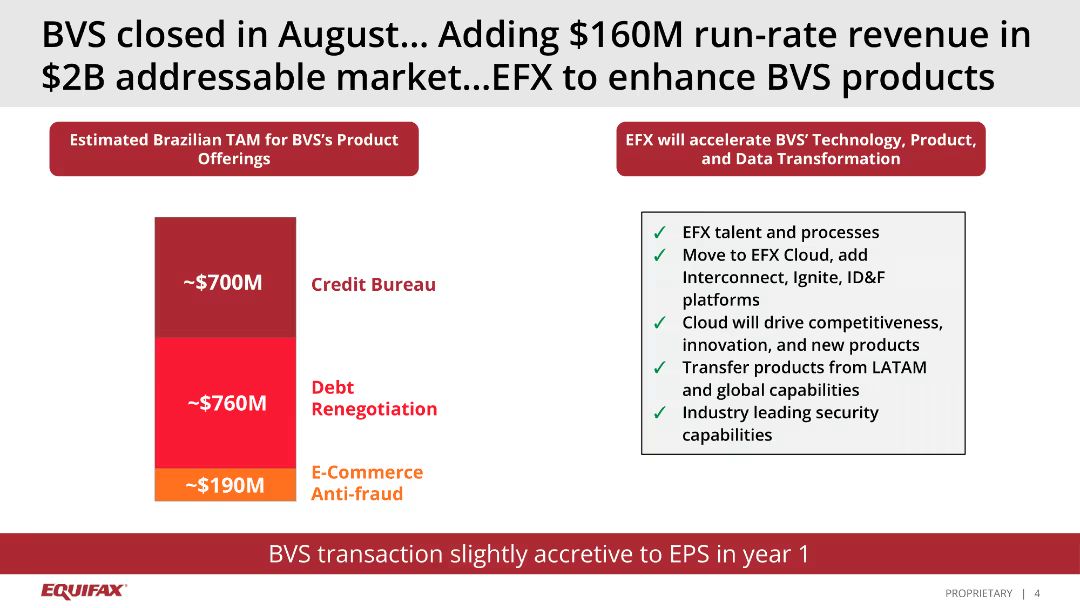 BVS closed in August... Adding $160M run-rate revenue in
$2B addressable market...EFX to enhance BVS products
Estimated Brazilian TAM for BVS's Product
Offerings
~$700M
Credit Bureau
~$760M
Debt
Renegotiation
~$190M
E-Commerce
Anti-fraud
EFX will accelerate BVS' Technology, Product,
and Data Transformation
✓ EFX talent and processes
✓ Move to EFX Cloud, add
Interconnect, Ignite, ID&F
platforms
✓ Cloud will drive competitiveness,
innovation, and new products
✓ Transfer products from LATAM
and global capabilities
✓ Industry leading security
capabilities
BVS transaction slightly accretive to EPS in year 1
EQUIFAX
PROPRIETARY | 4